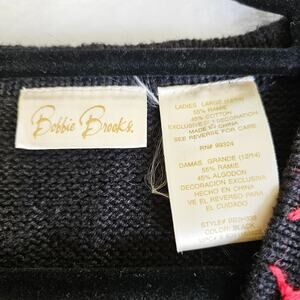 Bobbie Brooks.
LADIES LARGE (12/14)
55% RAMIE
45% COTTON
EXCLUSIVE OF DECORATION
MADE IN CHINA
SEE REVERSE FOR CARE
RN# 99324
DAMAS GRANDE (12/14)
55% RAMIE
45% ALGODON
DECORACION EXCLUSIVA
HECHO EN CHINA
VE EL REVERSO PARA
EL CUIDADO
STYLE#
COLOR: BLACK